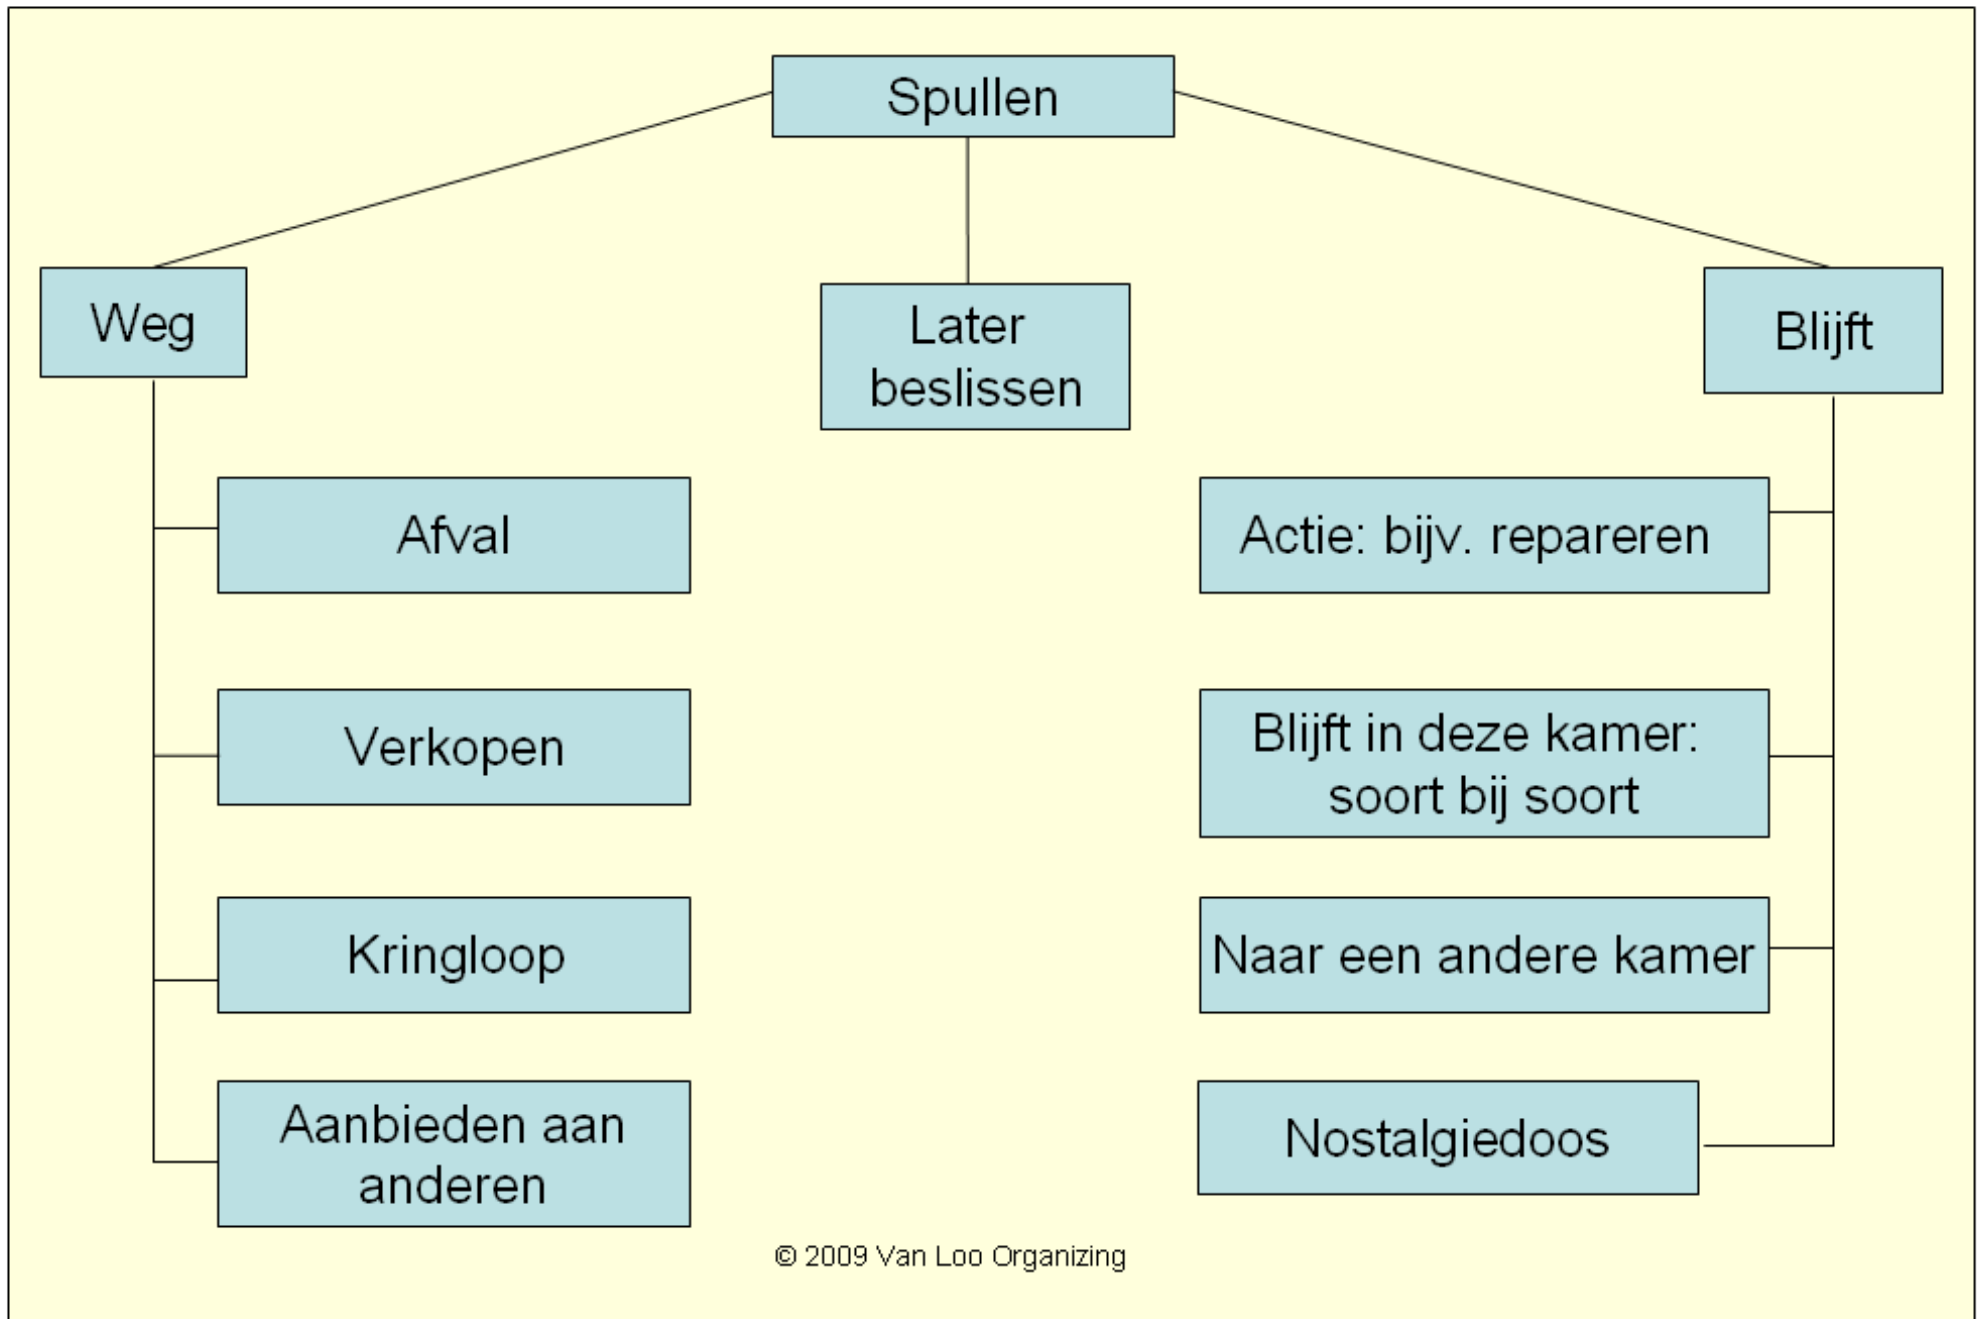 Spullen
Weg
Later
beslissen
Blijft
Afval
Verkopen
Kringloop
Aanbieden aan
anderen
Actie: bijv. repareren
Blijft in deze kamer:
soort bij soort
Naar een andere kamer
Nostalgiedoos
© 2009 Van Loo Organizing